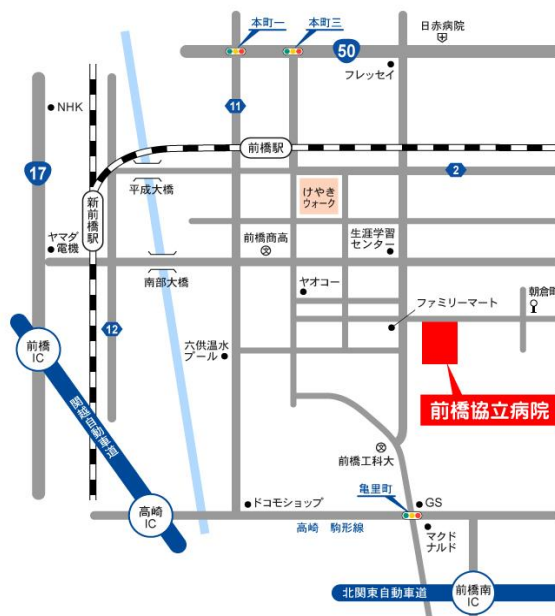 本町一
本町三
日赤病院
50
フレッセイ
NHK
11
17
前橋駅
2
平成大橋
けやき
ウォーク
新前橋駅
ヤマダ
電機
前橋商高
生涯学習
センター
南部大橋
ヤオコー
朝倉町
ファミリーマート
12
前橋
IC
六供温水
プール
前橋協立病院
関越自動車道
前橋工科大
亀里町
ドコモショップ
GS
高崎
IC
高崎 駒形線
マクド
ナルド
北関東自動車道
前橋南
IC